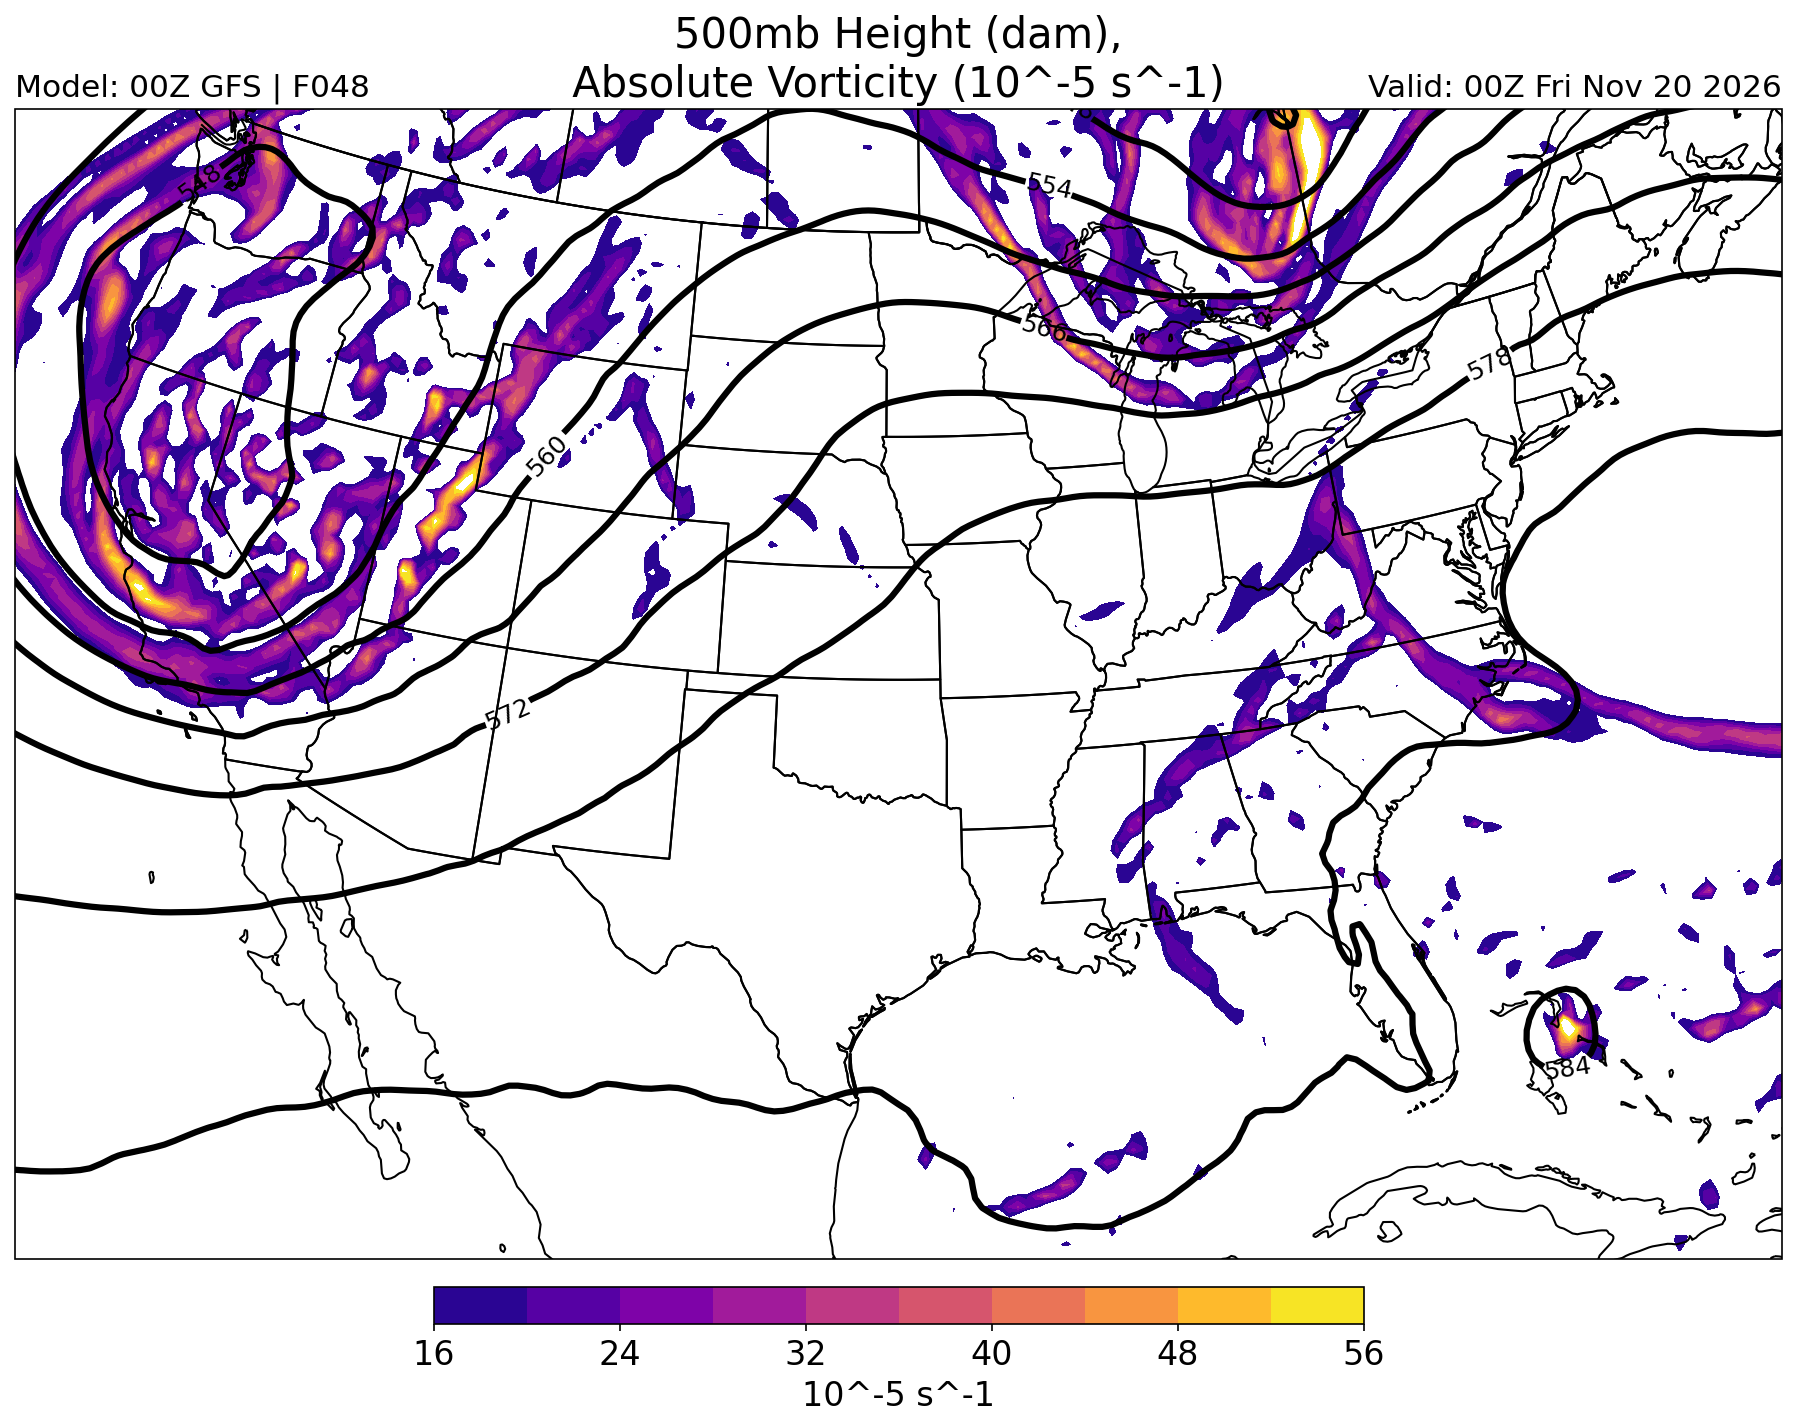 500mb Height (dam),
Model: 00Z GFS | F048
Absolute Vorticity (10^-5 s^-1)
Valid: 00Z Fri Nov 20 2026
548
554
566
578
560
572
584
16 24 32 40 48 56
10^-5 s^-1